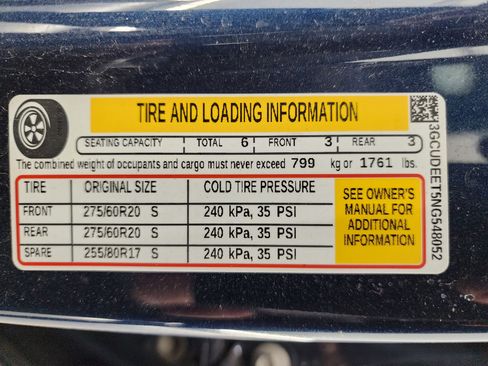 TIRE AND LOADING INFORMATION
SEATING CAPACITY TOTAL 6 FRONT 3 REAR 3
The combined weight of occupants and cargo must never exceed 799 kg or 1761 lbs.
TIRE ORIGINAL SIZE COLD TIRE PRESSURE
FRONT 275/60R20 S 240 kPa, 35 PSI
REAR 275/60R20 S 240 kPa, 35 PSI
SPARE 255/80R17 S 240 kPa, 35 PSI
SEE OWNER'S
MANUAL FOR
ADDITIONAL
INFORMATION
3GCUDEET5NG548052